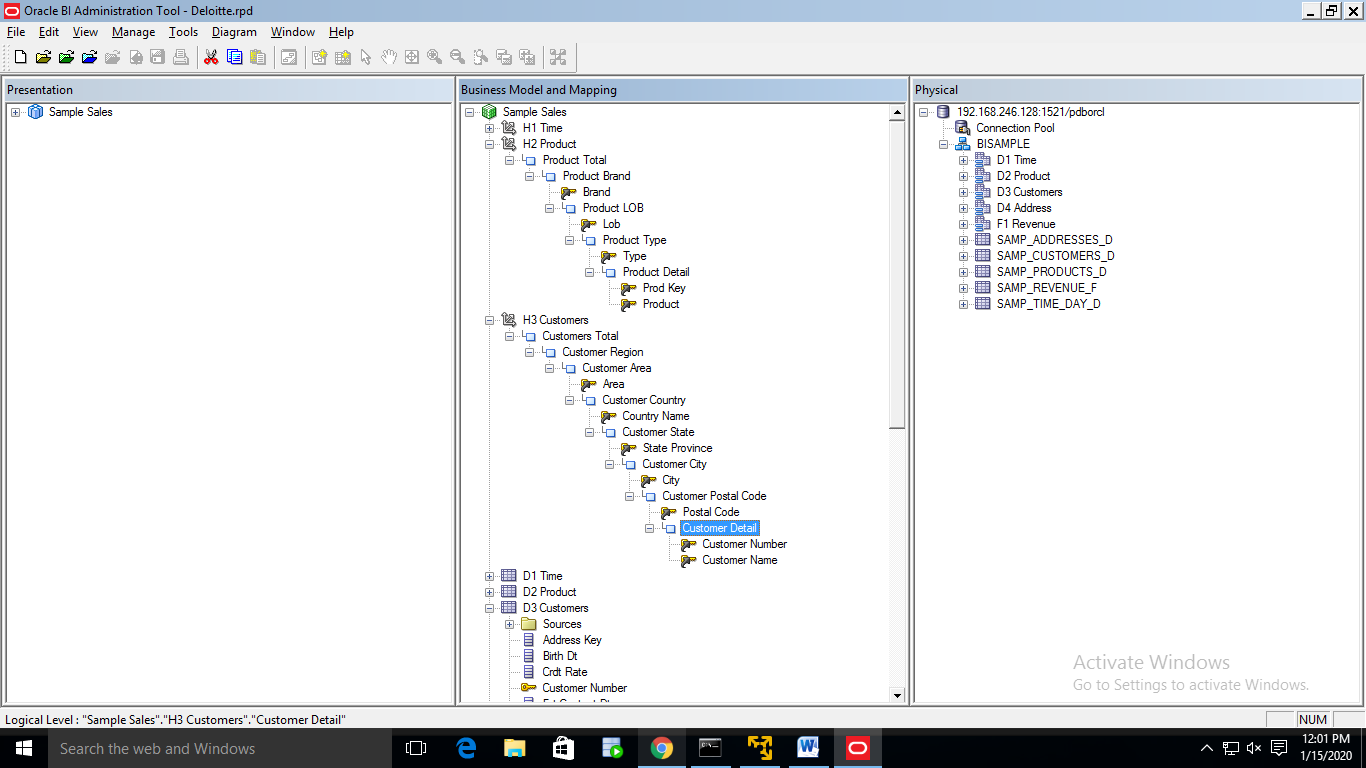 Oracle BI Administration Tool - Deloitte.rpd
File Edit View Manage Tools Diagram Window Help
Presentation
Sample Sales
Business Model and Mapping
Sample Sales
H1 Time
H2 Product
Product Total
Product Brand
Brand
Product LOB
Lob
Product Type
Type
Product Detail
Prod Key
Product
H3 Customers
Customers Total
Customer Region
Customer Area
Area
Customer Country
Country Name
Customer State
State Province
Customer City
City
Customer Postal Code
Postal Code
Customer Detail
Customer Number
Customer Name
D1 Time
D2 Product
D3 Customers
Sources
Address Key
Birth Dt
Crdt Rate
Customer Number
Physical
192.168.246.128:1521/pdborcl
Connection Pool
BISAMPLE
D1 Time
D2 Product
D3 Customers
D4 Address
F1 Revenue
SAMP_ADDRESSES_D
SAMP_CUSTOMERS_D
SAMP_PRODUCTS_D
SAMP_REVENUE_F
SAMP_TIME_DAY_D
Activate Windows
Go to Settings to activate Windows.
Logical Level : "Sample Sales"."H3 Customers"."Customer Detail"
NUM
Search the web and Windows
12:01 PM
1/15/2020